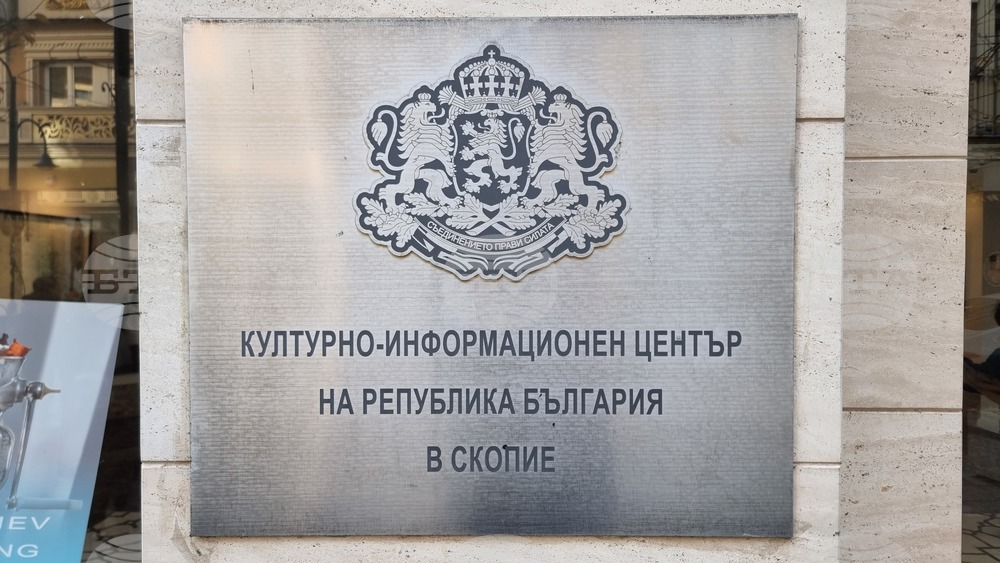 СЪЕДИНЕНИЕТО ПРАВИ СИЛАТА
КУЛТУРНО-ИНФОРМАЦИОНЕН ЦЕНТЪР
НА РЕПУБЛИКА БЪЛГАРИЯ
В СКОПИЕ